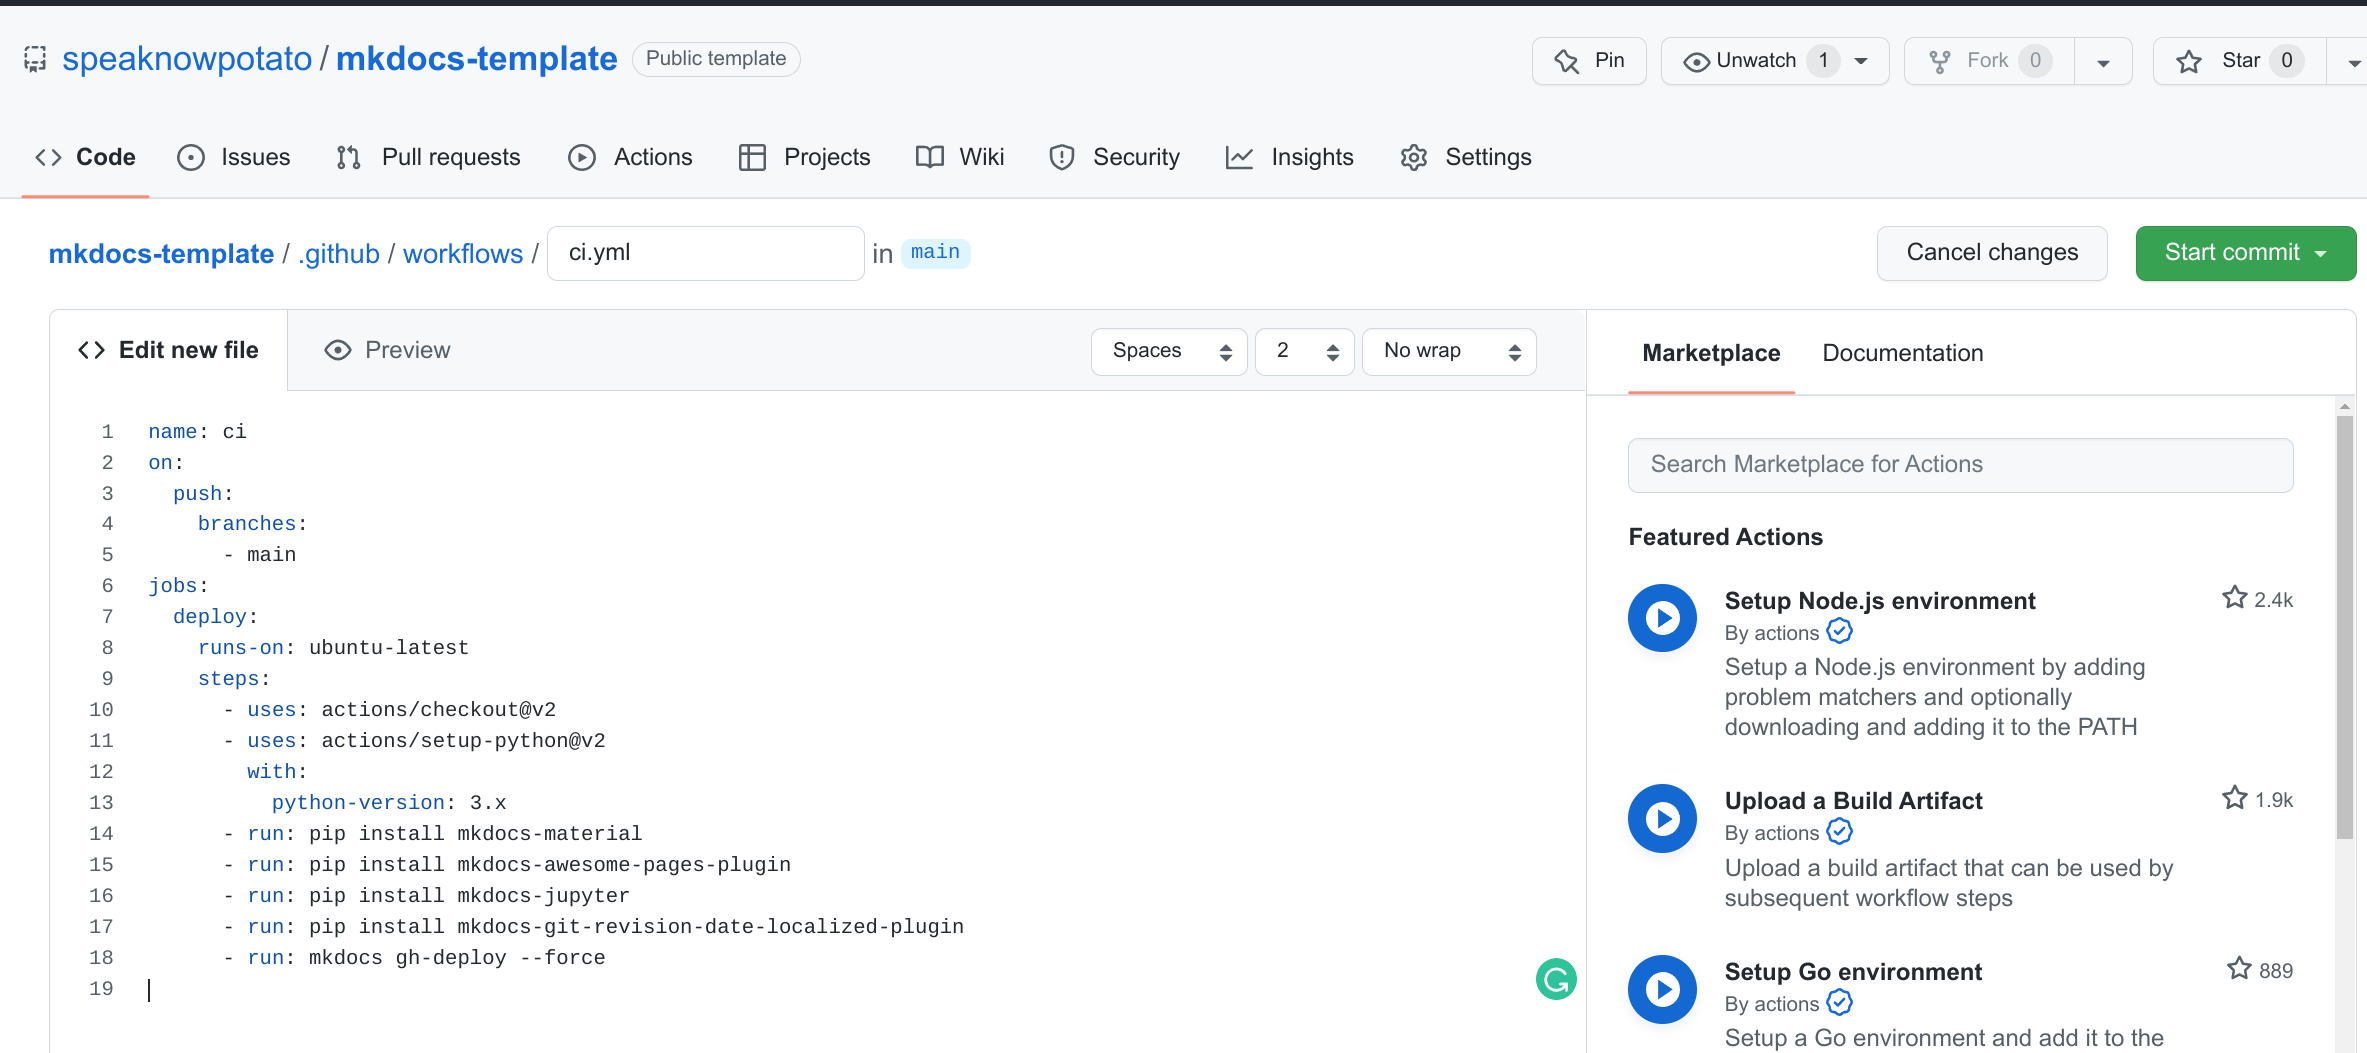 speaknowpotato / mkdocs-template Public template
Pin Unwatch 1 Fork 0 Star 0
Code Issues Pull requests Actions Projects Wiki Security Insights Settings
mkdocs-template / .github / workflows / ci.yml in main
Cancel changes Start commit
Edit new file Preview Spaces 2 No wrap
1 name: ci
2 on:
3   push:
4     branches:
5       - main
6 jobs:
7   deploy:
8     runs-on: ubuntu-latest
9     steps:
10       - uses: actions/checkout@v2
11       - uses: actions/setup-python@v2
12         with:
13           python-version: 3.x
14       - run: pip install mkdocs-material
15       - run: pip install mkdocs-awesome-pages-plugin
16       - run: pip install mkdocs-jupyter
17       - run: pip install mkdocs-git-revision-date-localized-plugin
18       - run: mkdocs gh-deploy --force
19
Marketplace Documentation
Search Marketplace for Actions
Featured Actions
Setup Node.js environment 2.4k
By actions
Setup a Node.js environment by adding
problem matchers and optionally
downloading and adding it to the PATH
Upload a Build Artifact 1.9k
By actions
Upload a build artifact that can be used by
subsequent workflow steps
Setup Go environment 889
By actions
Setup a Go environment and add it to the